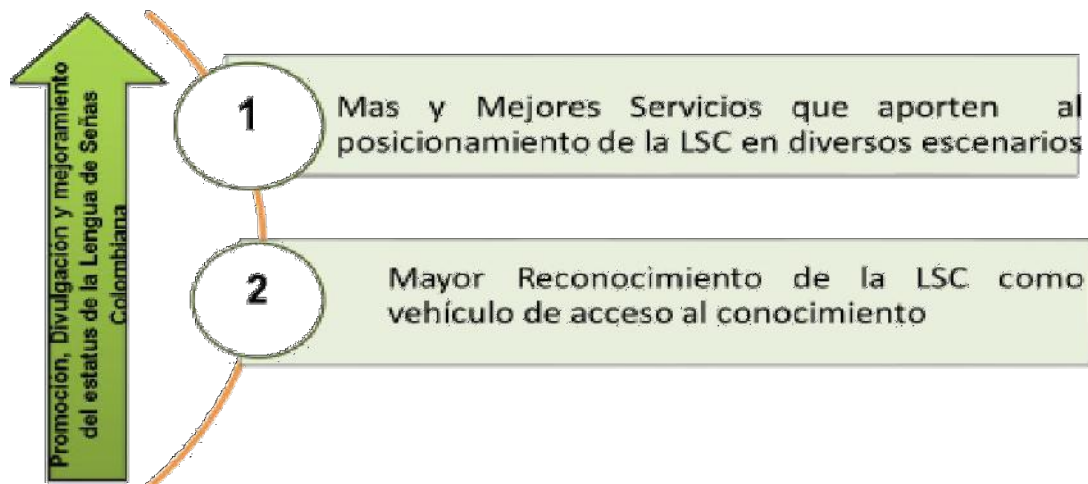 Promoción, Divulgación y mejoramiento
del estatus de la Lengua de Señas
Colombiana
1
Mas y Mejores Servicios que aporten al
posicionamiento de la LSC en diversos escenarios
2
Mayor Reconocimiento de la LSC como
vehículo de acceso al conocimiento